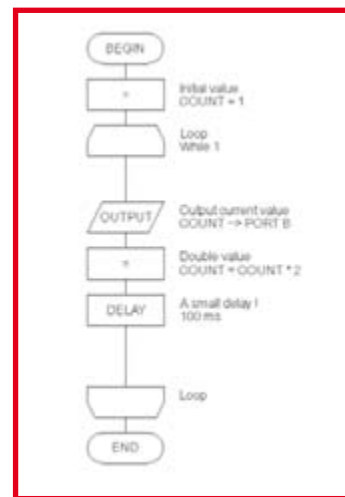 BEGIN
=
Initial value
COUNT = 1
Loop
While 1
OUTPUT
Output current value
COUNT -> PORT B
=
Double value
COUNT = COUNT * 2
DELAY
A small delay !
100 ms
Loop
END